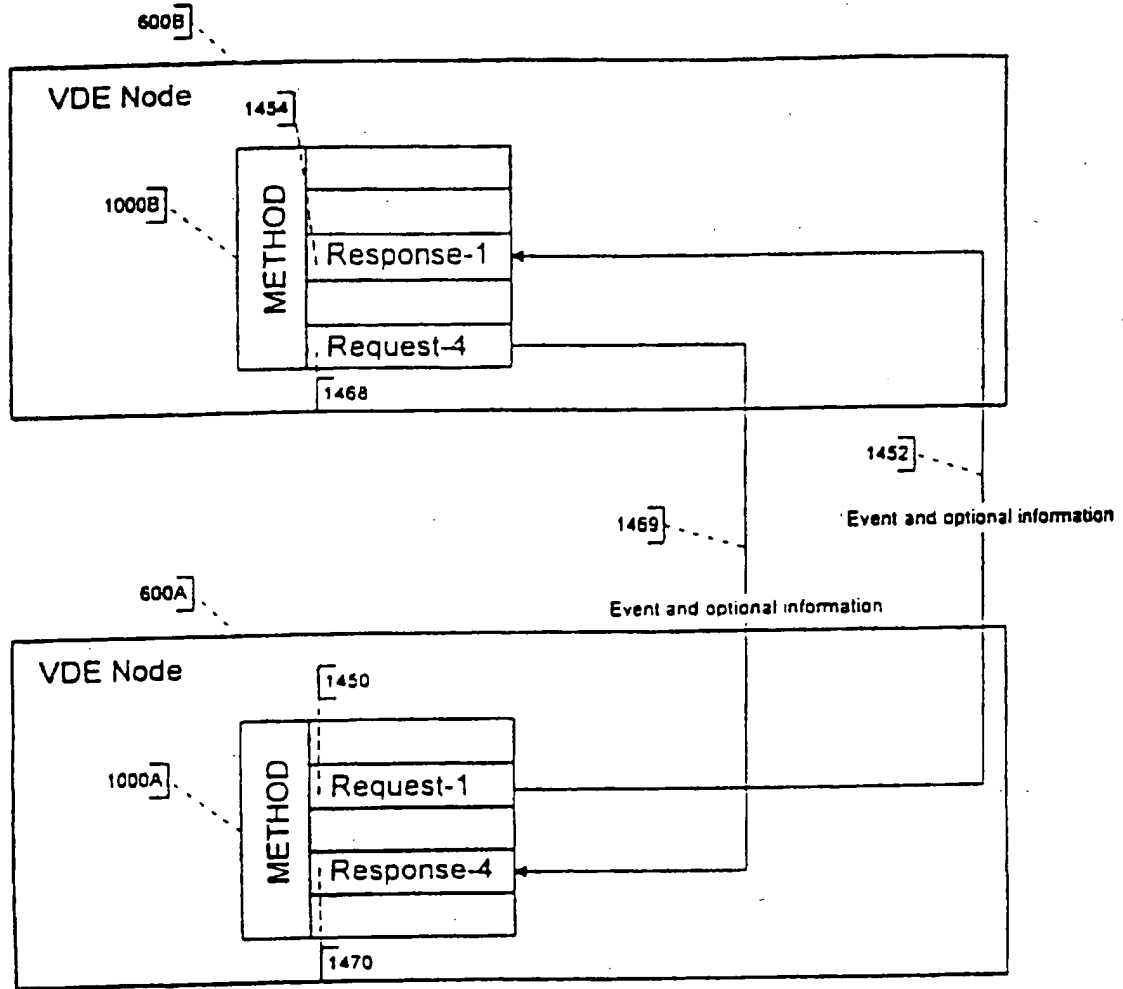 600B
VDE Node
1454
1000B
METHOD
Response-1
Request-4
1468
1452
1469
Event and optional information
600A
Event and optional information
VDE Node
1450
1000A
METHOD
Request-1
Response-4
1470